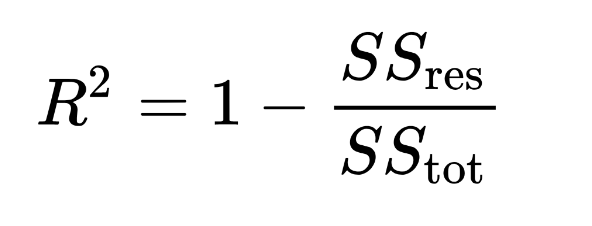 R² = 1 − SS_res / SS_tot